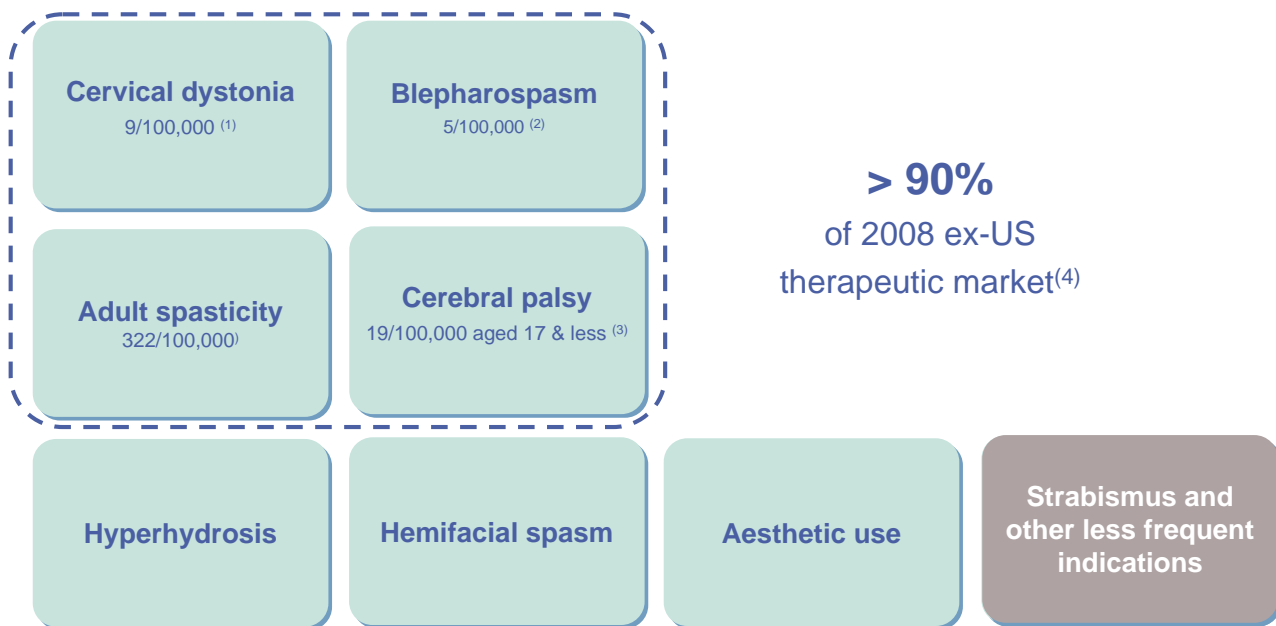 Cervical dystonia
9/100,000 (1)
Blepharospasm
5/100,000 (2)
> 90%
of 2008 ex-US
therapeutic market(4)
Adult spasticity
322/100,000)
Cerebral palsy
19/100,000 aged 17 & less (3)
Hyperhydrosis
Hemifacial spasm
Aesthetic use
Strabismus and
other less frequent
indications